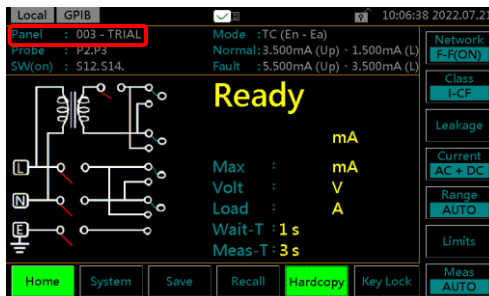 Local GPIB 10:06:38 2022.07.21
Panel : 003 - TRIAL Mode :TC (En - Ea)
Probe : P2.P3 Normal:3.500mA (Up) · 1.500mA (L)
SW(on) : S12.S14. Fault :5.500mA (Up) · 3.500mA (L)
Network
F-F(ON)
Class
I-CF
Leakage
Current
AC + DC
Range
AUTO
Limits
Meas
AUTO
Ready
mA
Max : mA
Volt : V
Load : A
Wait-T : 1 s
Meas-T : 3 s
L
N
E
Home System Save Recall Hardcopy Key Lock